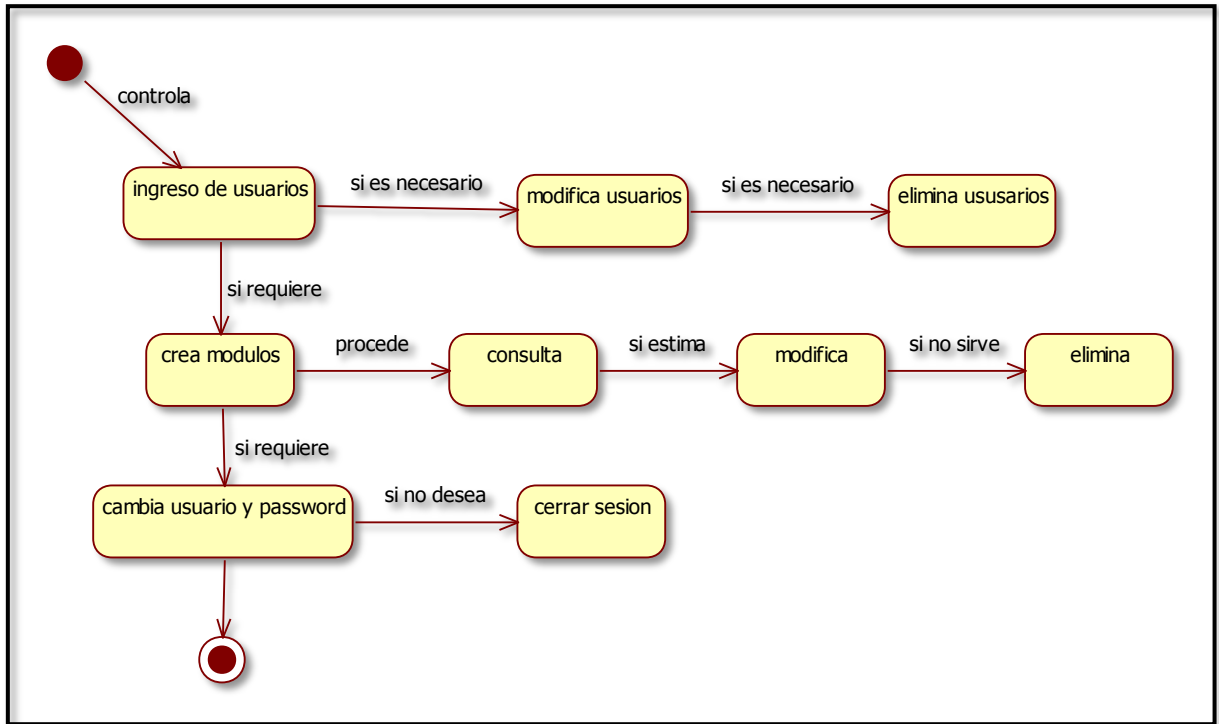 controla
ingreso de usuarios
si es necesario
modifica usuarios
si es necesario
elimina ususarios
si requiere
crea modulos
procede
consulta
si estima
modifica
si no sirve
elimina
si requiere
cambia usuario y password
si no desea
cerrar sesion